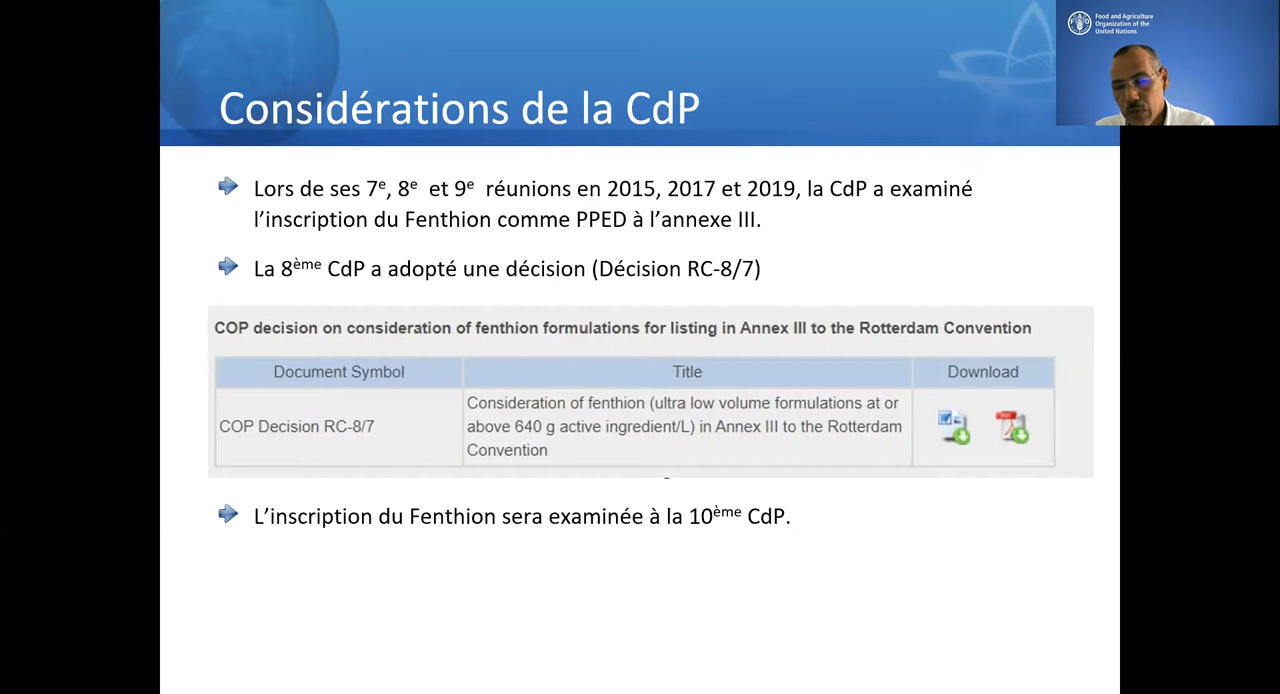 Food and Agriculture
Organization of the
United Nations
Considérations de la CdP
Lors de ses 7e, 8e et 9e réunions en 2015, 2017 et 2019, la CdP a examiné
l’inscription du Fenthion comme PPED à l’annexe III.
La 8ème CdP a adopté une décision (Décision RC-8/7)
COP decision on consideration of fenthion formulations for listing in Annex III to the Rotterdam Convention
Document Symbol Title Download
COP Decision RC-8/7
Consideration of fenthion (ultra low volume formulations at or
above 640 g active ingredient/L) in Annex III to the Rotterdam
Convention
L’inscription du Fenthion sera examinée à la 10ème CdP.